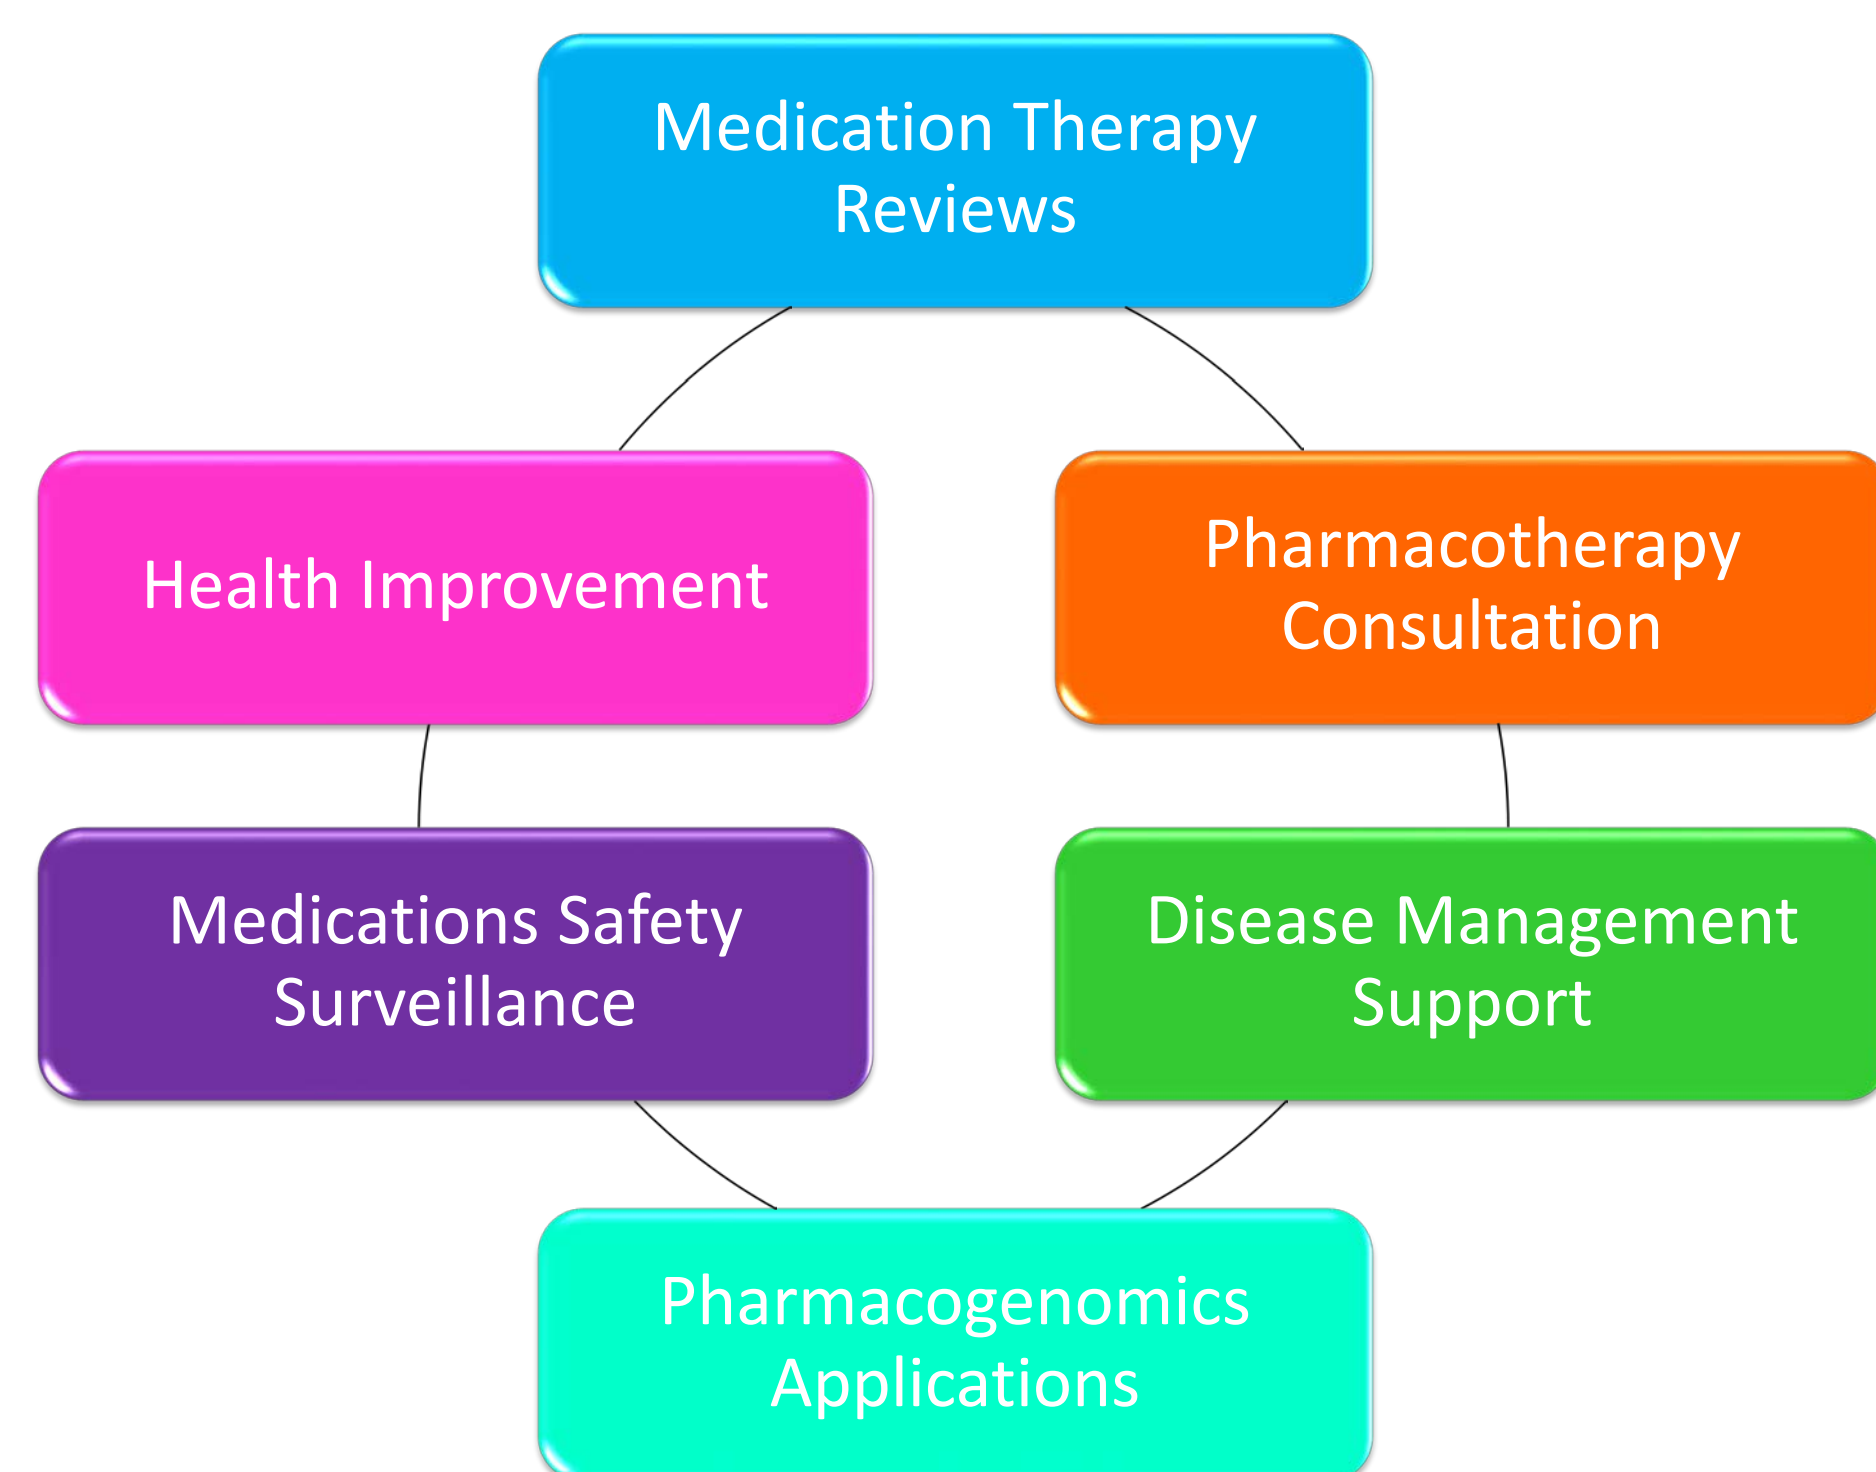 Medication Therapy
Reviews
Health Improvement
Pharmacotherapy
Consultation
Medications Safety
Surveillance
Disease Management
Support
Pharmacogenomics
Applications